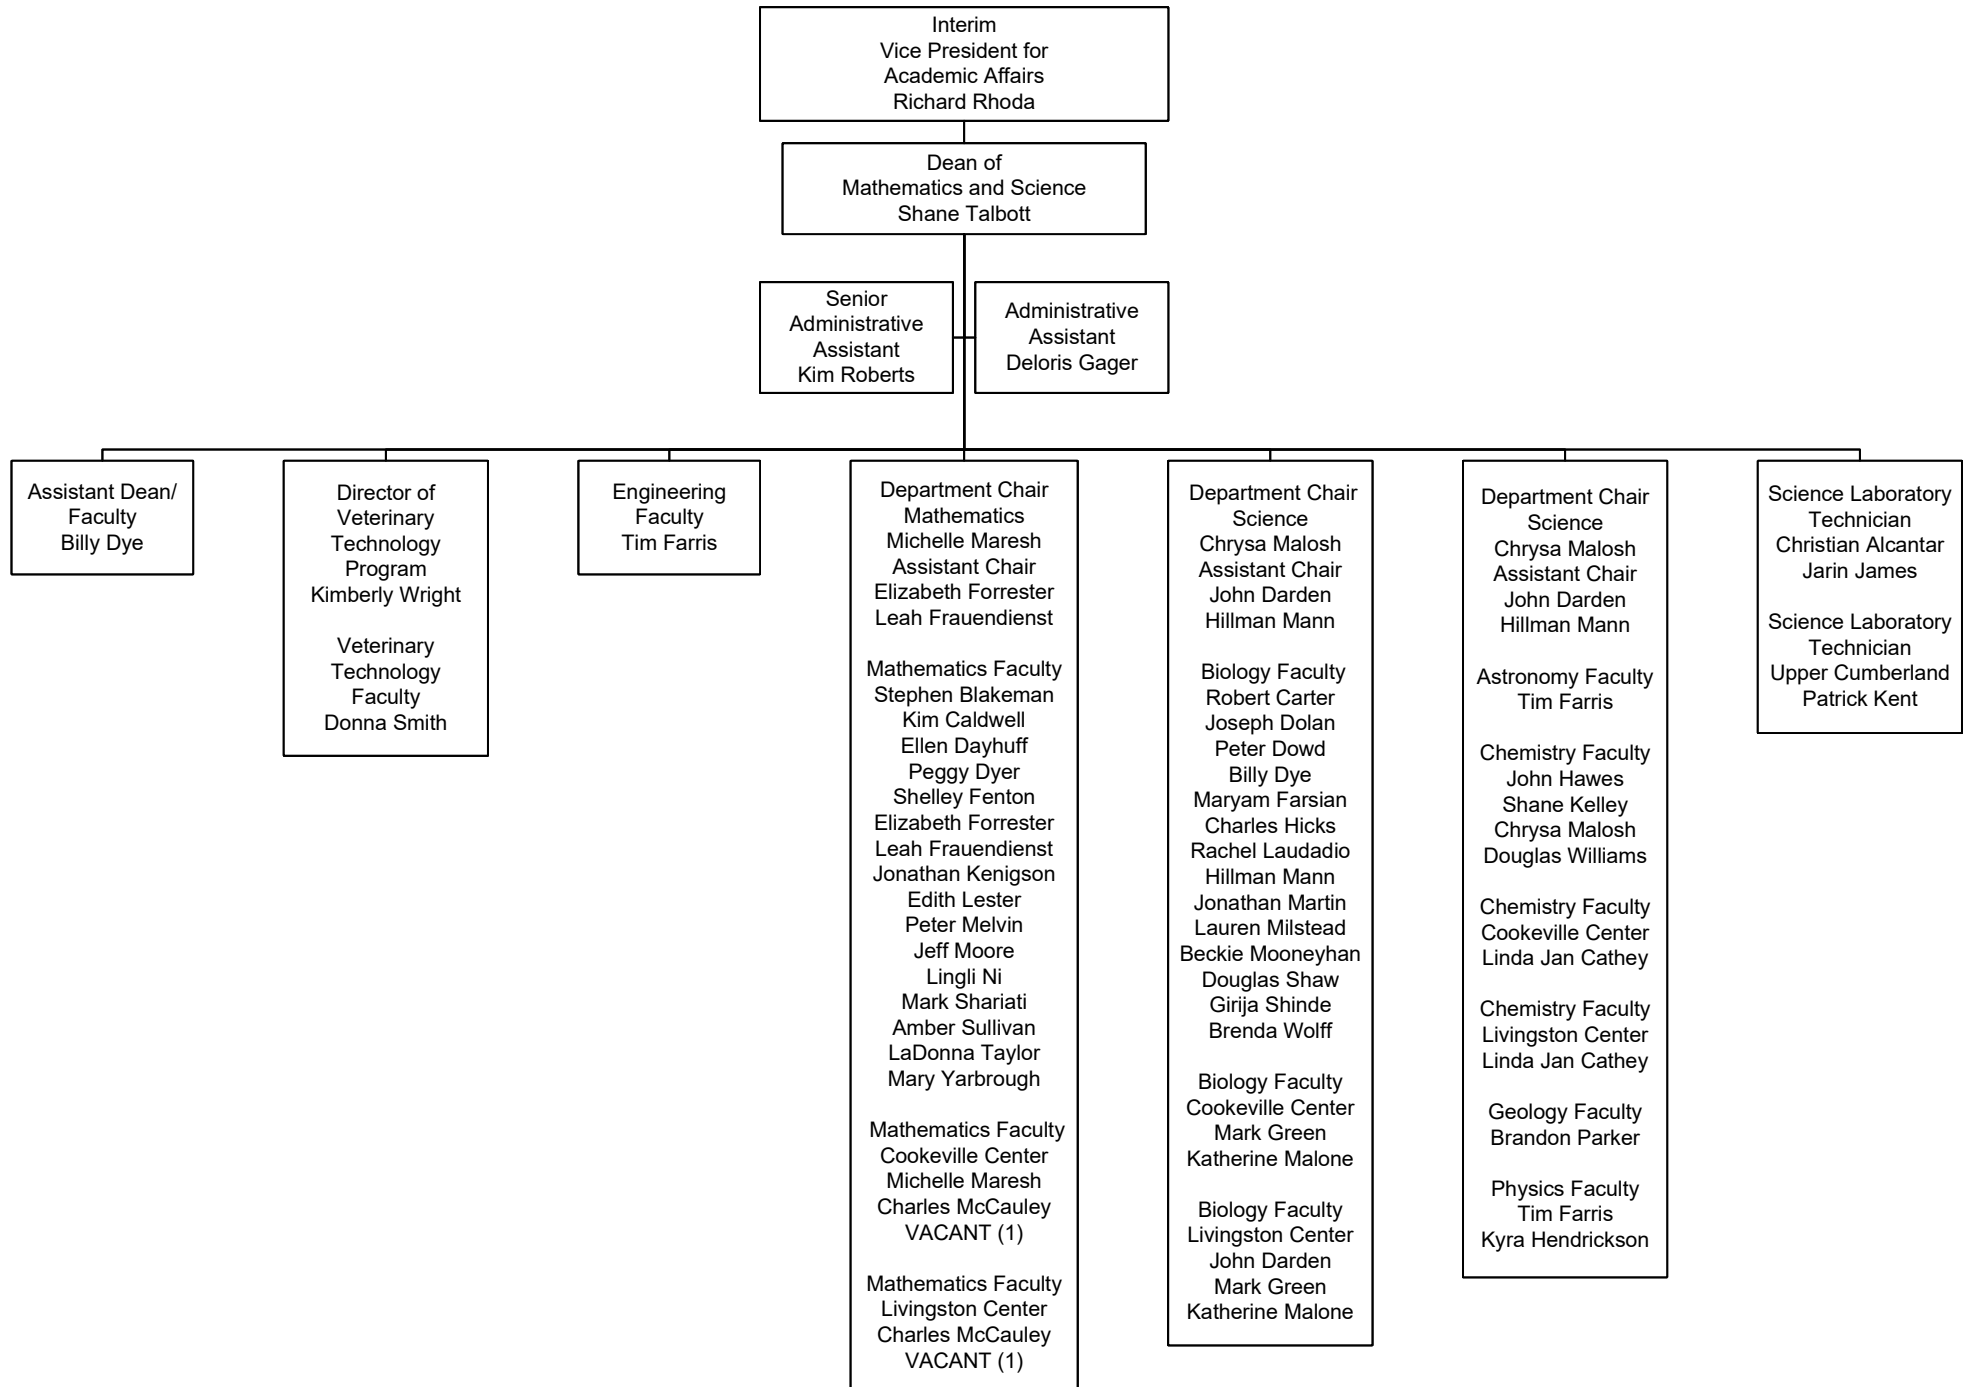 Interim
Vice President for
Academic Affairs
Richard Rhoda
Dean of
Mathematics and Science
Shane Talbott
Senior
Administrative
Assistant
Kim Roberts
Administrative
Assistant
Deloris Gager
Assistant Dean/
Faculty
Billy Dye
Director of
Veterinary
Technology
Program
Kimberly Wright
Veterinary
Technology
Faculty
Donna Smith
Engineering
Faculty
Tim Farris
Department Chair
Mathematics
Michelle Maresh
Assistant Chair
Elizabeth Forrester
Leah Frauendienst
Mathematics Faculty
Stephen Blakeman
Kim Caldwell
Ellen Dayhuff
Peggy Dyer
Shelley Fenton
Elizabeth Forrester
Leah Frauendienst
Jonathan Kenigson
Edith Lester
Peter Melvin
Jeff Moore
Lingli Ni
Mark Shariati
Amber Sullivan
LaDonna Taylor
Mary Yarbrough
Mathematics Faculty
Cookeville Center
Michelle Maresh
Charles McCauley
VACANT (1)
Mathematics Faculty
Livingston Center
Charles McCauley
VACANT (1)
Department Chair
Science
Chrysa Malosh
Assistant Chair
John Darden
Hillman Mann
Biology Faculty
Robert Carter
Joseph Dolan
Peter Dowd
Billy Dye
Maryam Farsian
Charles Hicks
Rachel Laudadio
Hillman Mann
Jonathan Martin
Lauren Milstead
Beckie Mooneyhan
Douglas Shaw
Girija Shinde
Brenda Wolff
Biology Faculty
Cookeville Center
Mark Green
Katherine Malone
Biology Faculty
Livingston Center
John Darden
Mark Green
Katherine Malone
Department Chair
Science
Chrysa Malosh
Assistant Chair
John Darden
Hillman Mann
Astronomy Faculty
Tim Farris
Chemistry Faculty
John Hawes
Shane Kelley
Chrysa Malosh
Douglas Williams
Chemistry Faculty
Cookeville Center
Linda Jan Cathey
Chemistry Faculty
Livingston Center
Linda Jan Cathey
Geology Faculty
Brandon Parker
Physics Faculty
Tim Farris
Kyra Hendrickson
Science Laboratory
Technician
Christian Alcantar
Jarin James
Science Laboratory
Technician
Upper Cumberland
Patrick Kent